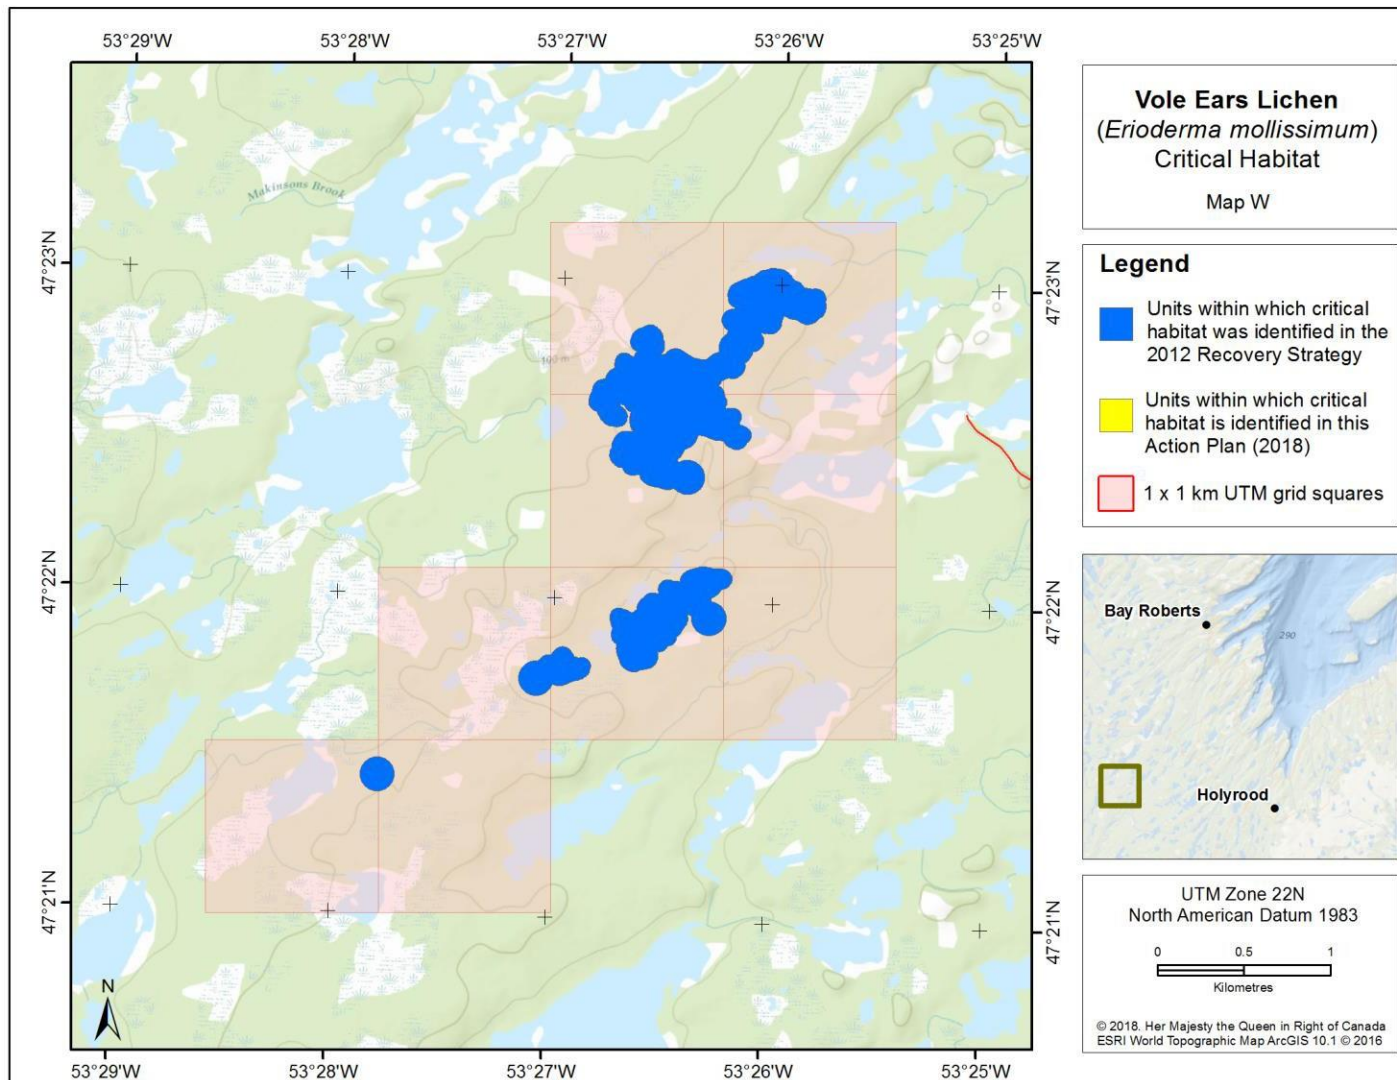 53°29'W 53°28'W 53°27'W 53°26'W 53°25'W
47°23'N
47°22'N
47°21'N
Makinsons Brook
100 m
47°23'N
47°22'N
47°21'N
N
53°29'W 53°28'W 53°27'W 53°26'W 53°25'W
Vole Ears Lichen
(Erioderma mollissimum)
Critical Habitat
Map W
Legend
Units within which critical
habitat was identified in the
2012 Recovery Strategy
Units within which critical
habitat is identified in this
Action Plan (2018)
1 x 1 km UTM grid squares
Bay Roberts
290
Holyrood
UTM Zone 22N
North American Datum 1983
0 0.5 1
Kilometres
© 2018. Her Majesty the Queen in Right of Canada
ESRI World Topographic Map ArcGIS 10.1 © 2016